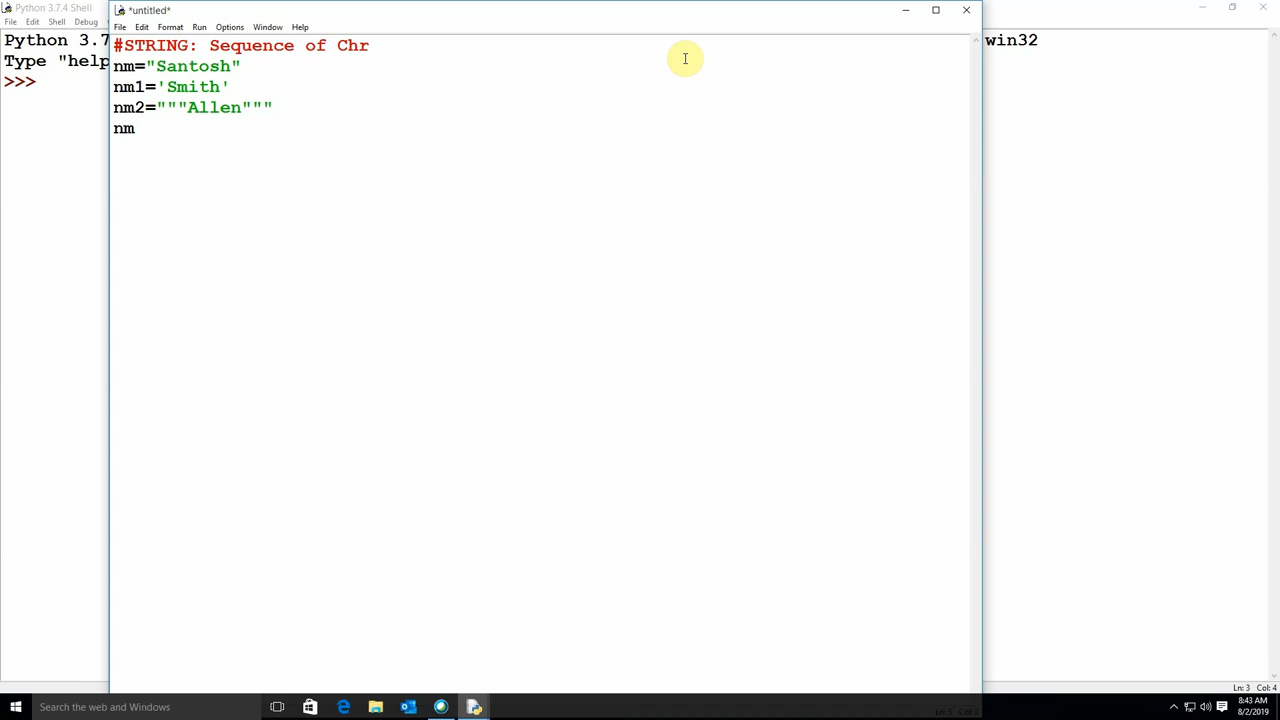 Python 3.7.4 Shell
File Edit Shell Debug
Python 3.7
win32
Type "help
>>>
*untitled*
File Edit Format Run Options Window Help
#STRING: Sequence of Chr
nm="Santosh"
nm1='Smith'
nm2="""Allen"""
nm
Ln: 3 Col: 4
Search the web and Windows
8:43 AM
8/2/2019